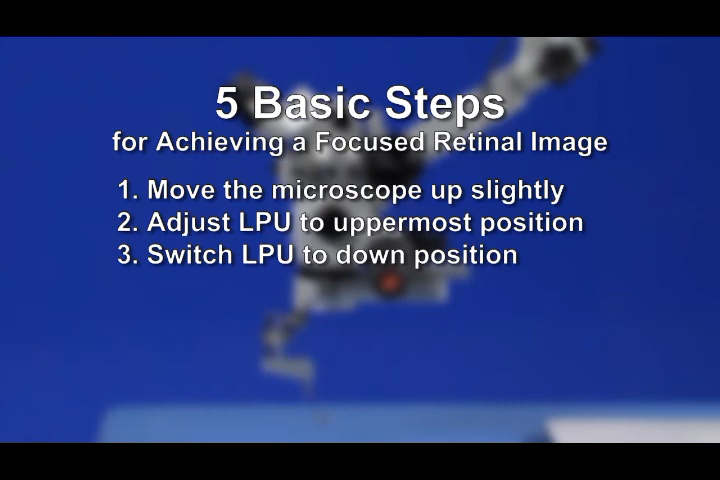 5 Basic Steps
for Achieving a Focused Retinal Image
1. Move the microscope up slightly
2. Adjust LPU to uppermost position
3. Switch LPU to down position